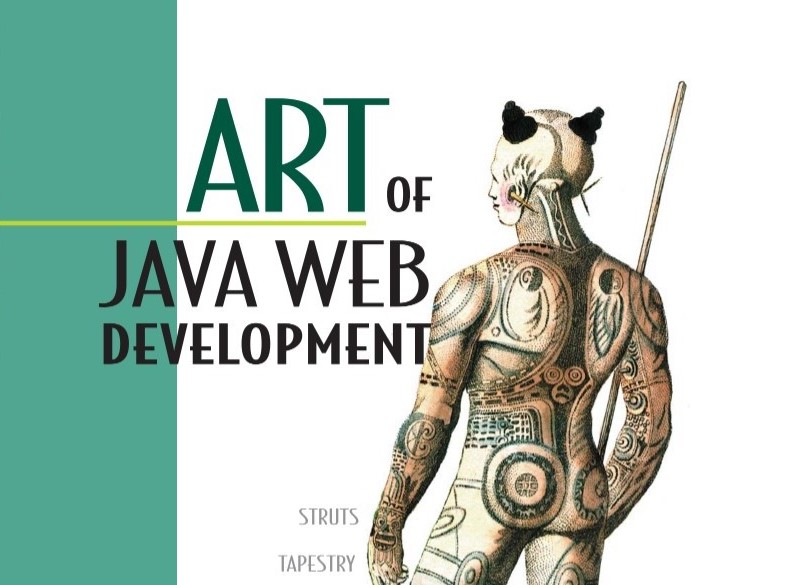 ART OF
JAVA WEB
DEVELOPMENT
STRUTS
TAPESTRY